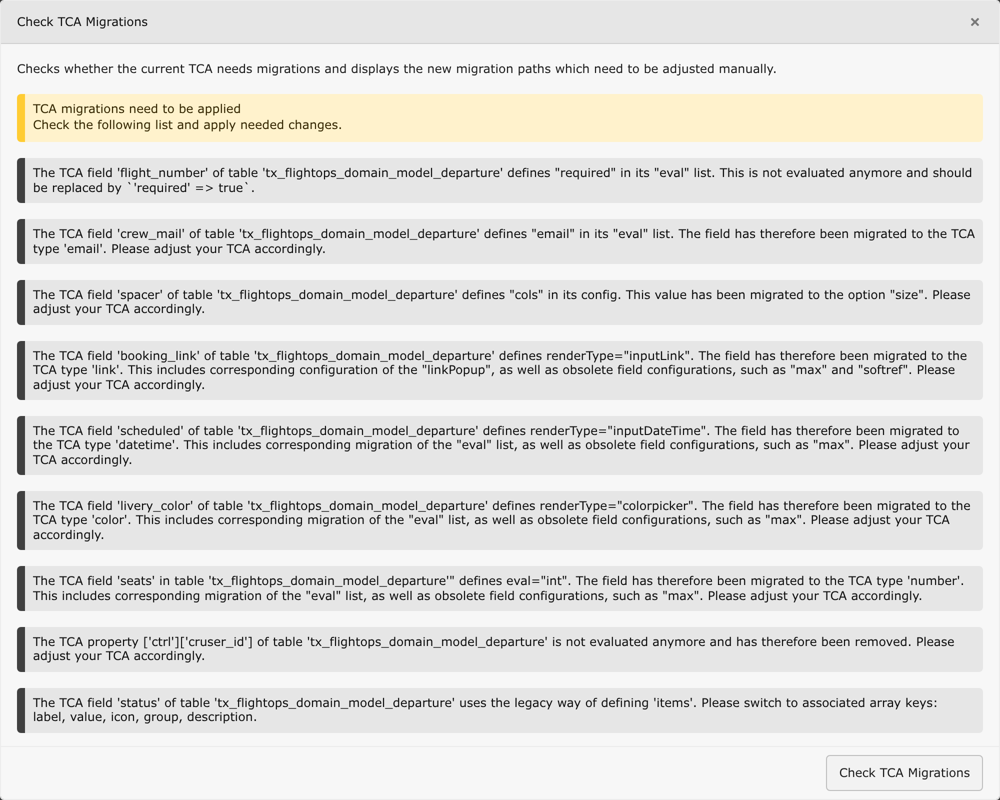 Check TCA Migrations
×
Checks whether the current TCA needs migrations and displays the new migration paths which need to be adjusted manually.
TCA migrations need to be applied
Check the following list and apply needed changes.
The TCA field 'flight_number' of table 'tx_flightops_domain_model_departure' defines "required" in its "eval" list. This is not evaluated anymore and should
be replaced by `'required' => true`.
The TCA field 'crew_mail' of table 'tx_flightops_domain_model_departure' defines "email" in its "eval" list. The field has therefore been migrated to the TCA
type 'email'. Please adjust your TCA accordingly.
The TCA field 'spacer' of table 'tx_flightops_domain_model_departure' defines "cols" in its config. This value has been migrated to the option "size". Please
adjust your TCA accordingly.
The TCA field 'booking_link' of table 'tx_flightops_domain_model_departure' defines renderType="inputLink". The field has therefore been migrated to the
TCA type 'link'. This includes corresponding configuration of the "linkPopup", as well as obsolete field configurations, such as "max" and "softref". Please
adjust your TCA accordingly.
The TCA field 'scheduled' of table 'tx_flightops_domain_model_departure' defines renderType="inputDateTime". The field has therefore been migrated to
the TCA type 'datetime'. This includes corresponding migration of the "eval" list, as well as obsolete field configurations, such as "max". Please adjust your
TCA accordingly.
The TCA field 'livery_color' of table 'tx_flightops_domain_model_departure' defines renderType="colorpicker". The field has therefore been migrated to the
TCA type 'color'. This includes corresponding migration of the "eval" list, as well as obsolete field configurations, such as "max". Please adjust your TCA
accordingly.
The TCA field 'seats' in table 'tx_flightops_domain_model_departure'" defines eval="int". The field has therefore been migrated to the TCA type 'number'.
This includes corresponding migration of the "eval" list, as well as obsolete field configurations, such as "max". Please adjust your TCA accordingly.
The TCA property ['ctrl']['cruser_id'] of table 'tx_flightops_domain_model_departure' is not evaluated anymore and has therefore been removed. Please
adjust your TCA accordingly.
The TCA field 'status' of table 'tx_flightops_domain_model_departure' uses the legacy way of defining 'items'. Please switch to associated array keys:
label, value, icon, group, description.
Check TCA Migrations